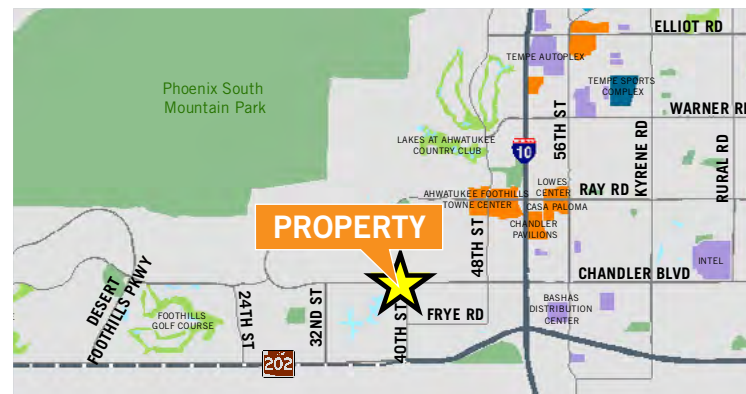 ELLIOT RD
TEMPE AUTOPLEX
TEMPE SPORTS
COMPLEX
Phoenix South
Mountain Park
WARNER R
56TH ST
KYRENE RD
RURAL RD
LAKES AT AHWATUKEE
COUNTRY CLUB
10
LOWES
CENTER
RAY RD
AHWATUKEE FOOTHILLS
TOWNE CENTER
CASA PALOMA
CHANDLER
PAVILIONS
PROPERTY
48TH ST
INTEL
CHANDLER BLVD
DESERT
FOOTHILLS PKWY
24TH ST
32ND ST
40TH ST
FRYE RD
BASHAS
DISTRIBUTION
CENTER
FOOTHILLS
GOLF COURSE
202